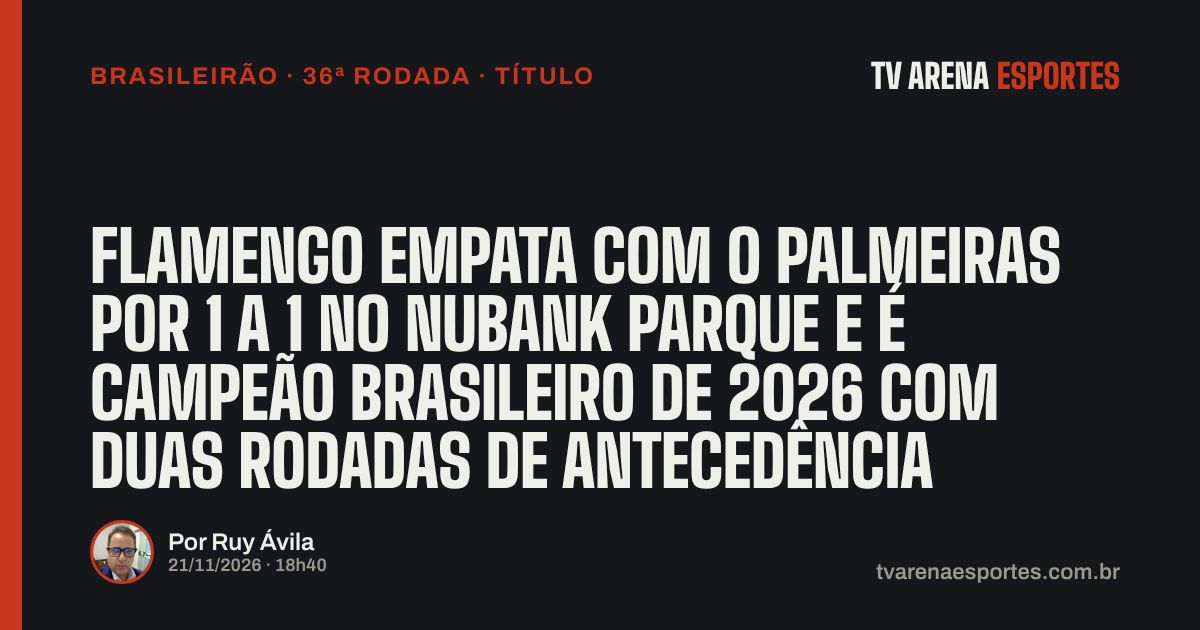 BRASILEIRÃO · 36ª RODADA · TÍTULO
TV ARENA ESPORTES
FLAMENGO EMPATA COM O PALMEIRAS
POR 1 A 1 NO NUBANK PARQUE E É
CAMPEÃO BRASILEIRO DE 2026 COM
DUAS RODADAS DE ANTECEDÊNCIA
Por Ruy Ávila
21/11/2026 · 18h40
tvarenaesportes.com.br